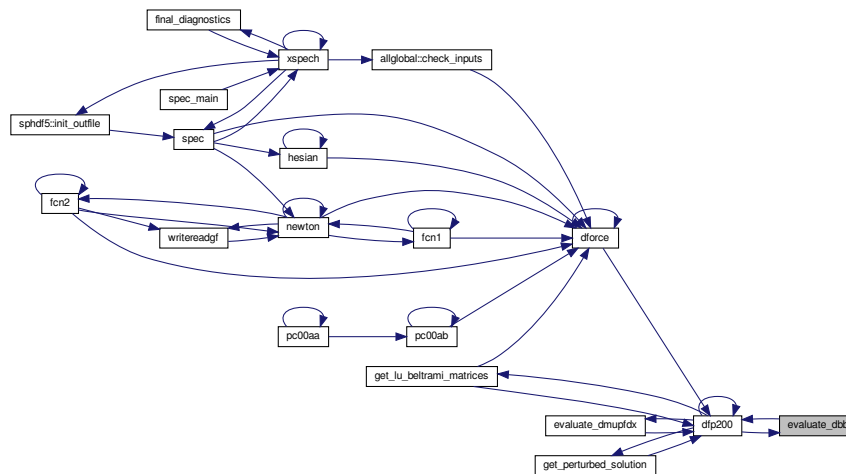 final_diagnostics
xspech
allglobal::check_inputs
spec_main
sphdf5::init_outfile
spec
hesian
fcn2
newton
writereadgf
fcn1
dforce
pc00aa
pc00ab
get_lu_beltrami_matrices
evaluate_dmupfdx
dfp200
evaluate_dbb
get_perturbed_solution